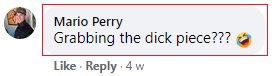 Mario Perry
Grabbing the dick piece??? 🤣
Like · Reply · 4 w